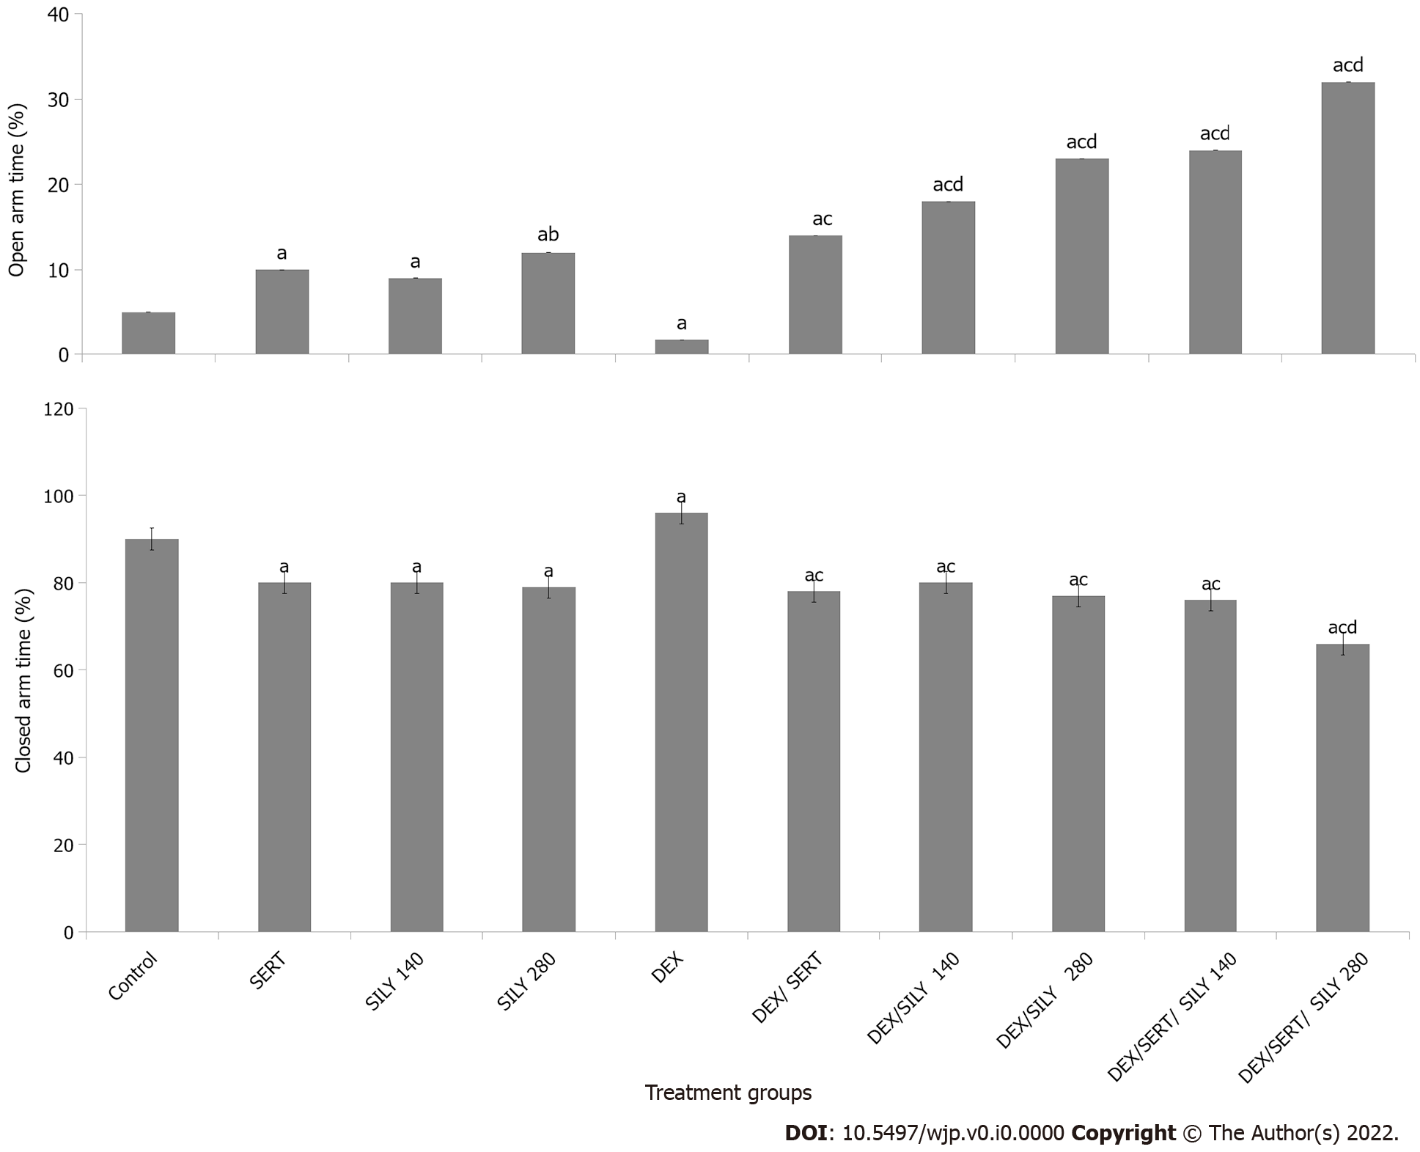 40
30
20
10
0
Open arm time (%)
a
a
ab
a
ac
acd
acd
acd
acd
120
100
80
60
40
20
0
Closed arm time (%)
a
a
a
a
ac
ac
ac
ac
acd
Control
SERT
SILY 140
SILY 280
DEX
DEX/ SERT
DEX/SILY  140
DEX/SILY  280
DEX/SERT/ SILY 140
DEX/SERT/ SILY 280
Treatment groups
DOI: 10.5497/wjp.v0.i0.0000 Copyright © The Author(s) 2022.